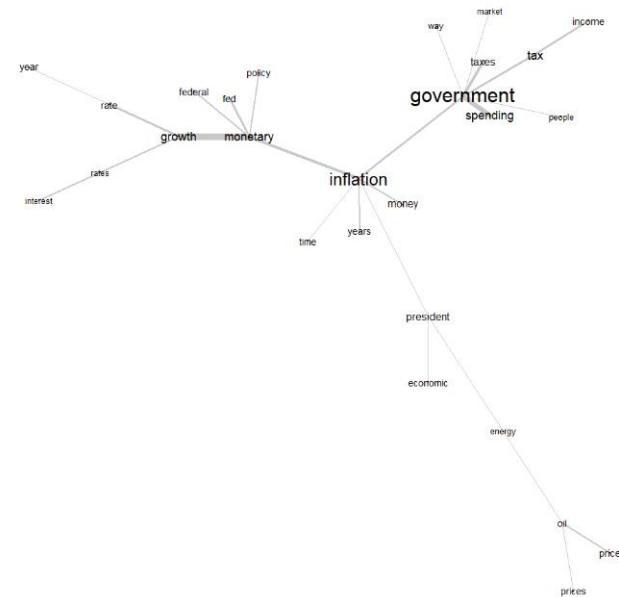 market
income
way
tax
taxes
year
policy
federal
fed
government
rate
spending
people
growth
monetary
rates
inflation
interest
money
years
time
president
economic
energy
oil
price
prices